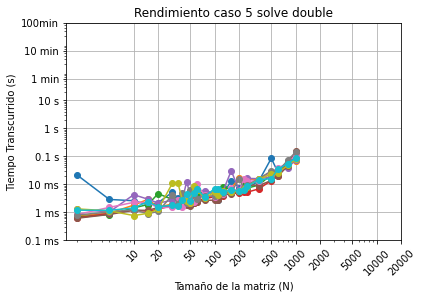 Rendimiento caso 5 solve double
Tiempo Transcurrido (s)
100min
10 min
1 min
10 s
1 s
0.1 s
10 ms
1 ms
0.1 ms
10
20
50
100
200
500
1000
2000
5000
10000
20000
Tamaño de la matriz (N)